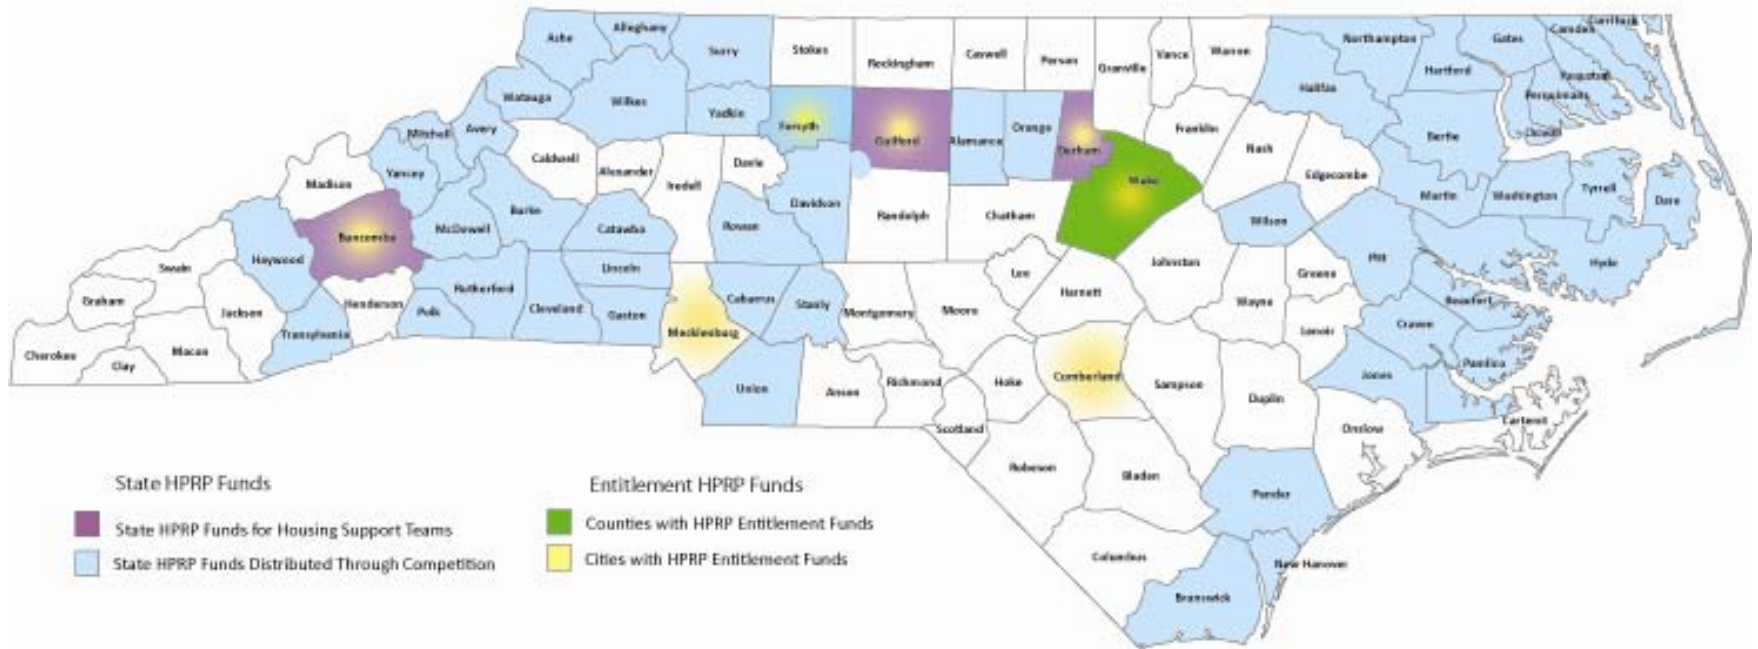 Ashe
Alleghany
Surry
Stokes
Rockingham
Caswell
Person
Granville
Vance
Warren
Northampton
Gates
Camden
Currituck
Hertford
Pasquotank
Perquimans
Halifax
Watauga
Wilkes
Yadkin
Forsyth
Guilford
Alamance
Orange
Durham
Franklin
Nash
Edgecombe
Bertie
Chowan
Mitchell
Avery
Caldwell
Alexander
Iredell
Davie
Yancey
Madison
Wake
Martin
Washington
Tyrrell
Dare
Buncombe
McDowell
Burke
Catawba
Rowan
Davidson
Randolph
Chatham
Wilson
Haywood
Swain
Lincoln
Lee
Johnston
Greene
Pitt
Hyde
Graham
Jackson
Henderson
Polk
Rutherford
Cleveland
Gaston
Mecklenburg
Cabarrus
Stanly
Montgomery
Moore
Harnett
Wayne
Lenoir
Craven
Beaufort
Pamlico
Cherokee
Clay
Macon
Transylvania
Union
Anson
Richmond
Hoke
Cumberland
Sampson
Duplin
Jones
Onslow
Carteret
Scotland
Robeson
Bladen
Pender
Columbus
New Hanover
Brunswick
State HPRP Funds
State HPRP Funds for Housing Support Teams
State HPRP Funds Distributed Through Competition
Entitlement HPRP Funds
Counties with HPRP Entitlement Funds
Cities with HPRP Entitlement Funds